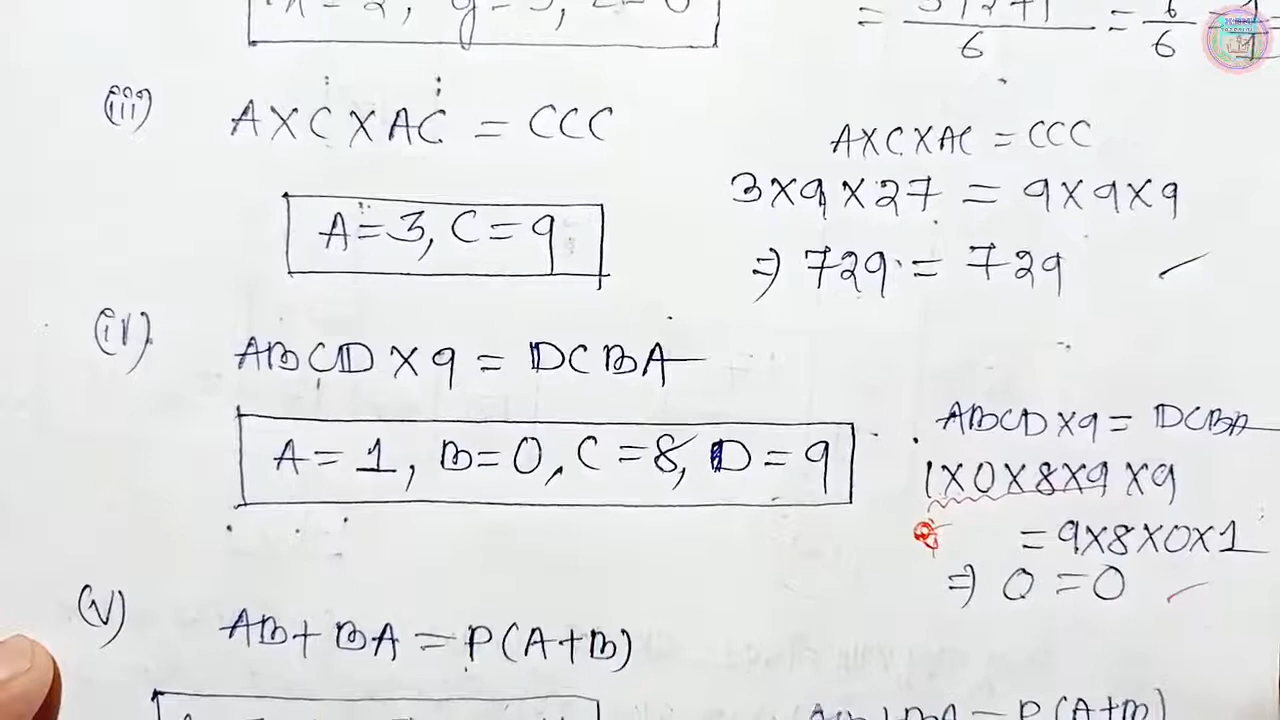 (iii) A×C×AC = CCC
A=3, C=9
A×C×AC = CCC
3×9×27 = 9×9×9
⇒ 729 = 729
(iv) ABCD×9 = DCBA
A=1, B=0, C=8, D=9
ABCD×9 = DCBA
1×0×8×9×9
=9×8×0×1
⇒ 0=0
(v) AB+BA = P(A+B)